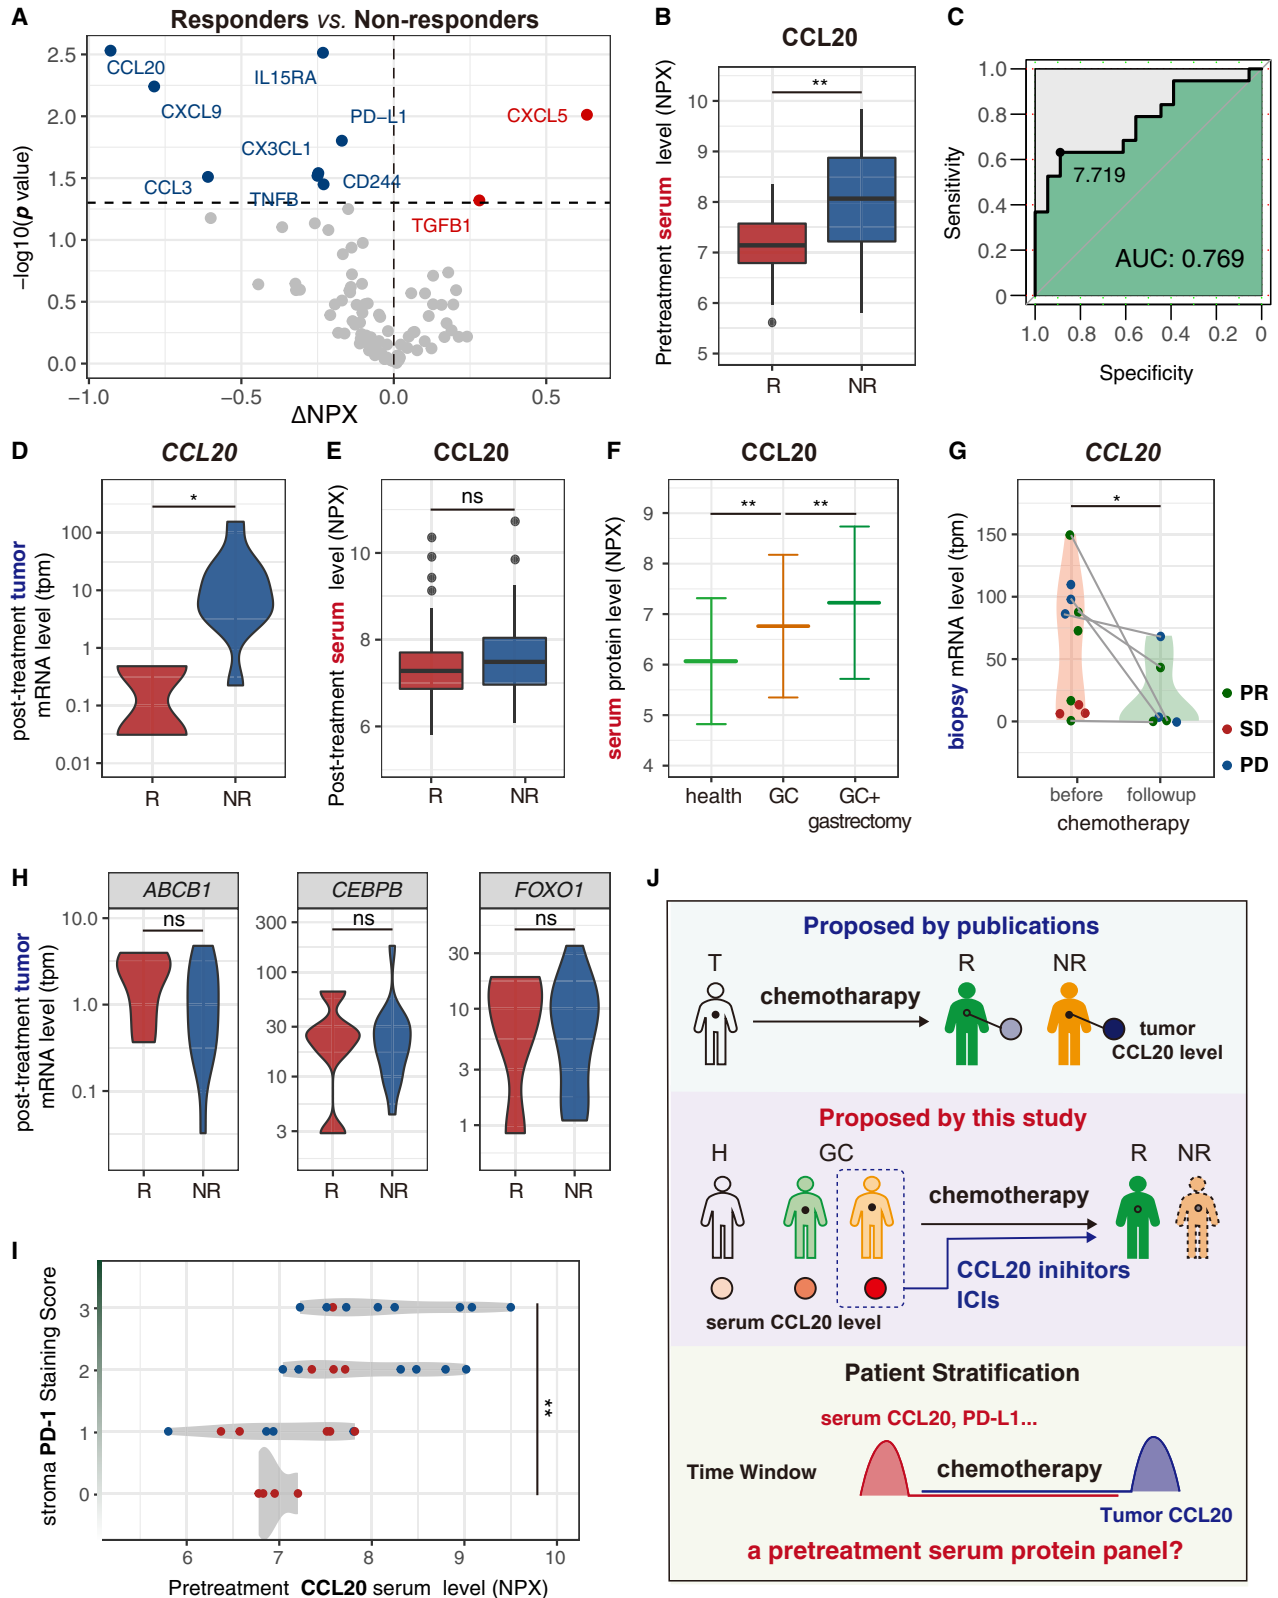 A
Responders vs. Non-responders
2.5
2.0
1.5
1.0
0.5
0.0
−log10(p value)
CCL20
CXCL9
IL15RA
PD−L1
CXCL5
CX3CL1
CCL3
TNFB
CD244
TGFB1
−1.0
−0.5
0.0
0.5
ΔNPX
B
CCL20
**
Pretreatment serum level (NPX)
10
9
8
7
6
5
R
NR
C
1.0
0.8
0.6
0.4
0.2
0
Sensitivity
7.719
AUC: 0.769
1.0
0.8
0.6
0.4
0.2
0
Specificity
D
CCL20
*
post-treatment tumor
mRNA level (tpm)
100
10
1
0.1
0.01
R
NR
E
CCL20
ns
Post-treatment serum level (NPX)
10
8
6
R
NR
F
CCL20
**
**
serum protein level (NPX)
9
8
7
6
5
4
health
GC
GC+
gastrectomy
G
CCL20
*
biopsy mRNA level (tpm)
150
100
50
0
PR
SD
PD
before
followup
chemotherapy
H
post-treatment tumor
mRNA level (tpm)
ABCB1
ns
10.0
1.0
0.1
R
NR
CEBPB
ns
300
100
30
10
3
R
NR
FOXO1
ns
30
10
3
1
R
NR
I
stroma PD-1 Staining Score
3
2
1
0
**
6
7
8
9
10
Pretreatment CCL20 serum level (NPX)
J
Proposed by publications
T
R
NR
chemotharapy
tumor
CCL20 level
Proposed by this study
H
GC
R
NR
chemotherapy
CCL20 inihitors
ICIs
serum CCL20 level
Patient Stratification
serum CCL20, PD-L1...
Time Window
chemotherapy
Tumor CCL20
a pretreatment serum protein panel?